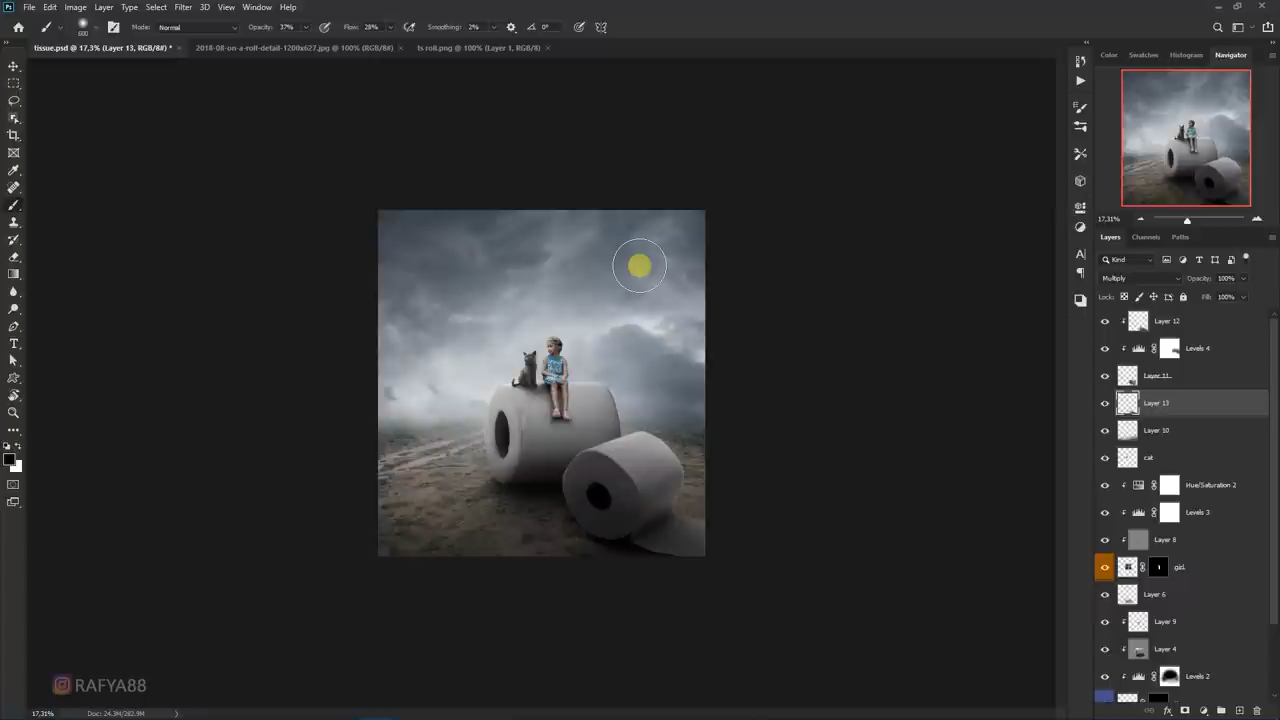 Ps File Edit Image Layer Type Select Filter 3D View Window Help
600 Mode: Normal Opacity: 37% Flow: 28% Smoothing: 2% 0°
tissue.psd @ 17,3% (Layer 13, RGB/8#) * × 2018-08-on-a-roll-detail-1200x627.jpg @ 100% (RGB/8#) × ts roll.png @ 100% (Layer 1, RGB/8) ×
Color Swatches Histogram Navigator
17,31%
Layers Channels Paths
Kind
Multiply Opacity: 100%
Lock: Fill: 100%
Layer 12
Levels 4
Layer 11
Layer 13
Layer 10
cat
Hue/Saturation 2
Levels 3
Layer 8
girl
Layer 6
Layer 9
Layer 4
Levels 2
RAFYA88
17,31% Doc: 24.3M/282.9M